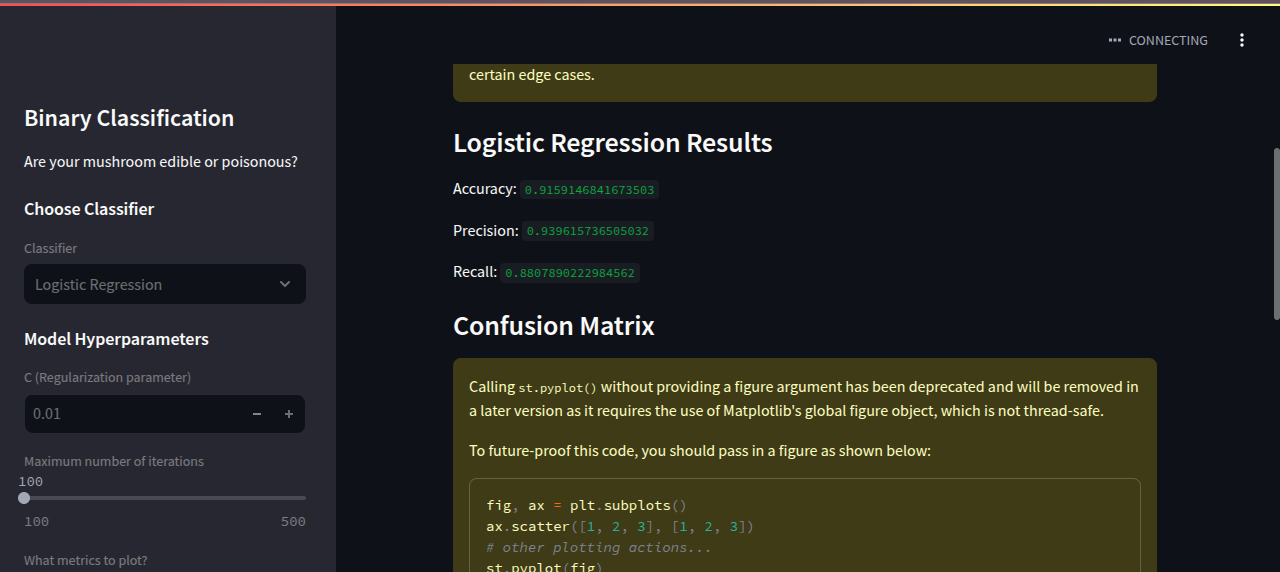 CONNECTING
Binary Classification
Are your mushroom edible or poisonous?
Choose Classifier
Classifier
Logistic Regression
Model Hyperparameters
C (Regularization parameter)
0.01
Maximum number of iterations
100
100 500
What metrics to plot?
certain edge cases.
Logistic Regression Results
Accuracy: 0.9159146841673503
Precision: 0.939615736505032
Recall: 0.8807890222984562
Confusion Matrix
Calling st.pyplot() without providing a figure argument has been deprecated and will be removed in
a later version as it requires the use of Matplotlib's global figure object, which is not thread-safe.
To future-proof this code, you should pass in a figure as shown below:
fig, ax = plt.subplots()
ax.scatter([1, 2, 3], [1, 2, 3])
# other plotting actions...
st.pyplot(fig)